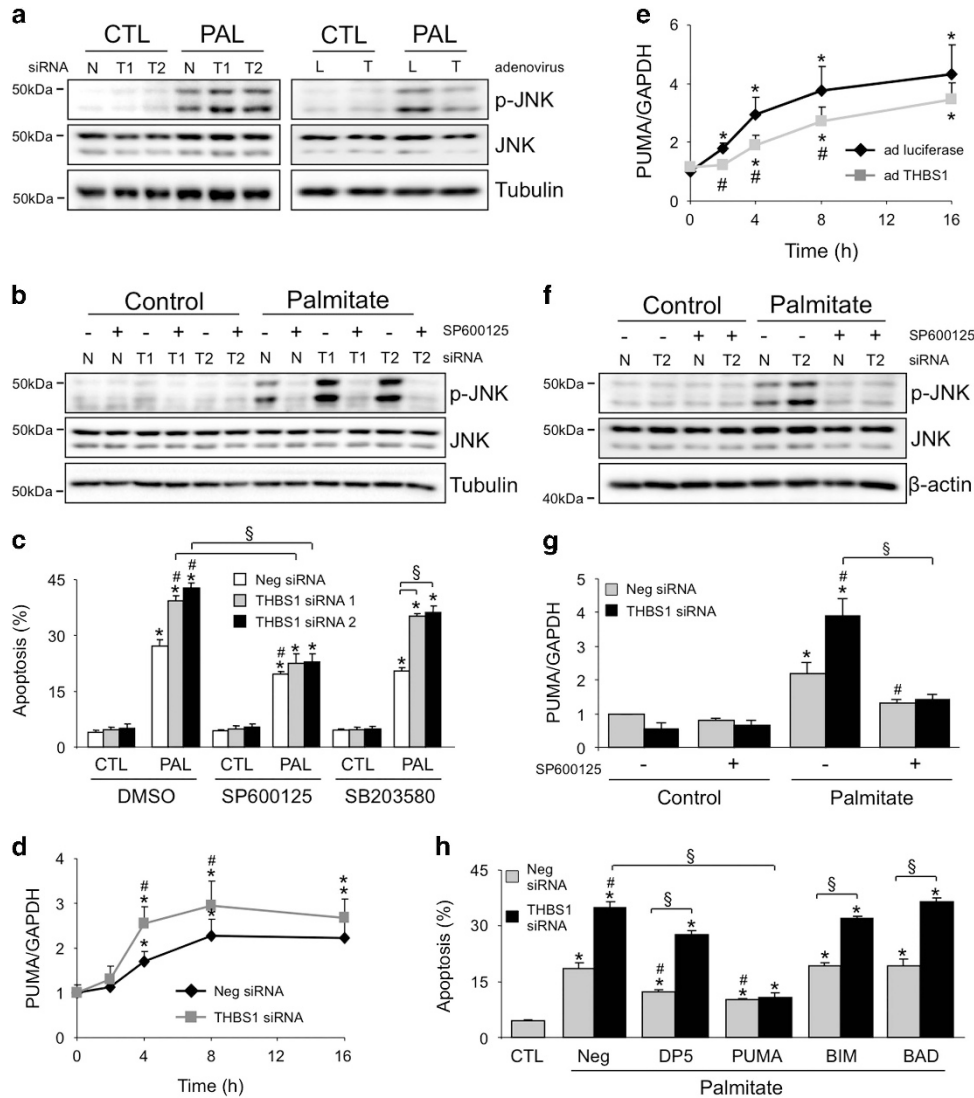 a
CTL PAL CTL PAL
siRNA N T1 T2 N T1 T2 L T L T adenovirus
50kDa p-JNK
50kDa JNK
50kDa Tubulin
b
Control Palmitate
- + - + - + - + - + - + SP600125
N N T1 T1 T2 T2 N N T1 T1 T2 T2 siRNA
50kDa p-JNK
50kDa JNK
50kDa Tubulin
c
Apoptosis (%)
45
30
15
0
Neg siRNA
THBS1 siRNA 1
THBS1 siRNA 2
§
§
# #
* * *
#
* * *
* * *
CTL PAL CTL PAL CTL PAL
DMSO SP600125 SB203580
d
PUMA/GAPDH
4
3
2
1
0
# #
* * * * * *
Neg siRNA
THBS1 siRNA
0 4 8 12 16
Time (h)
e
PUMA/GAPDH
6
4
2
0
* * * *
* * *
# # #
ad luciferase
ad THBS1
0 4 8 12 16
Time (h)
f
Control Palmitate
- - + + - - + + SP600125
N T2 N T2 N T2 N T2 siRNA
50kDa p-JNK
50kDa JNK
40kDa β-actin
g
PUMA/GAPDH
5
4
3
2
1
0
Neg siRNA
THBS1 siRNA
§
#
* *
#
SP600125 - + - +
Control Palmitate
h
Apoptosis (%)
45
30
15
0
Neg siRNA
THBS1 siRNA
§
§ § §
# # #
* * * * * * * * * *
CTL Neg DP5 PUMA BIM BAD
Palmitate